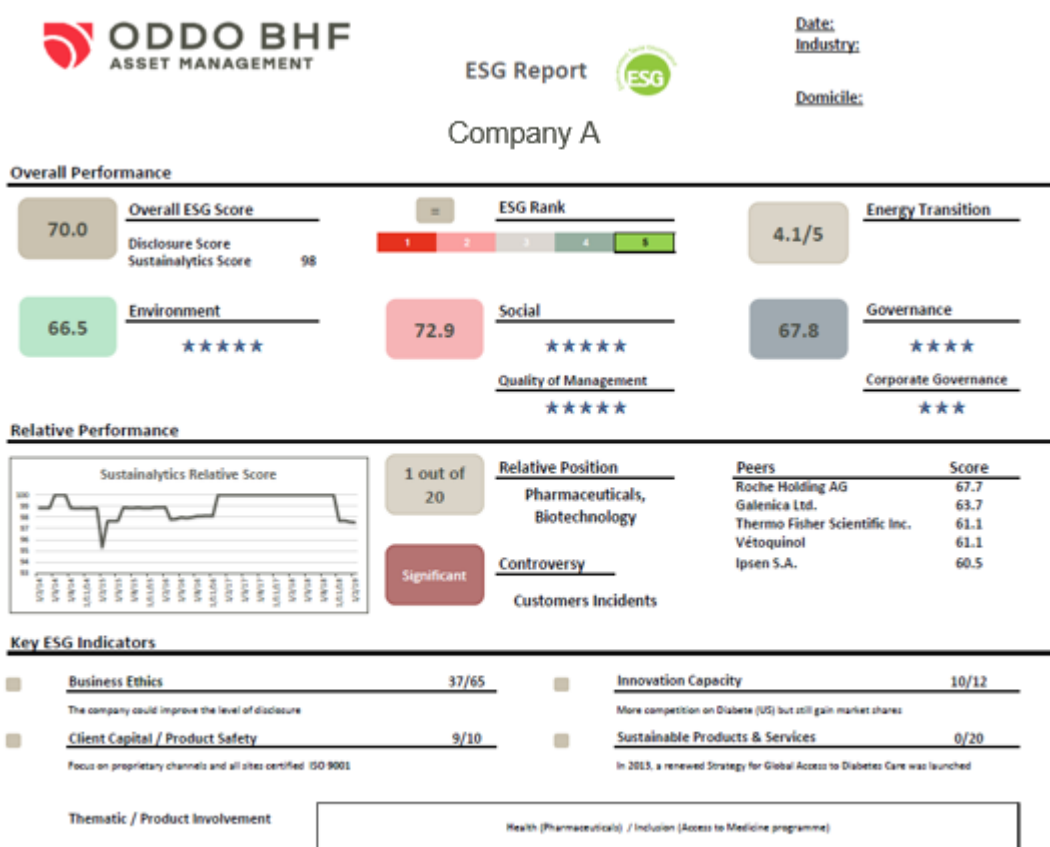 ODDO BHF
ASSET MANAGEMENT
ESG Report
ESG
Date:
Industry:
Domicile:
Company A
Overall Performance
70.0
Overall ESG Score
Disclosure Score
Sustainalytics Score 98
=
ESG Rank
1 2 3 4 5
4.1/5
Energy Transition
66.5
Environment
★★★★★
72.9
Social
★★★★★
Quality of Management
★★★★★
67.8
Governance
★★★★
Corporate Governance
★★★
Relative Performance
Sustainalytics Relative Score
100
99
98
97
96
95
94
93
1 out of
20
Relative Position
Pharmaceuticals,
Biotechnology
Significant
Controversy
Customers Incidents
Peers Score
Roche Holding AG 67.7
Galenica Ltd. 63.7
Thermo Fisher Scientific Inc. 61.1
Vétoquinol 61.1
Ipsen S.A. 60.5
Key ESG Indicators
Business Ethics 37/65
The company could improve the level of disclosure
Client Capital / Product Safety 9/10
Focus on proprietary channels and all sites certified ISO 9001
Innovation Capacity 10/12
More competition on Diabete (US) but still gain market shares
Sustainable Products & Services 0/20
In 2013, a renewed Strategy for Global Access to Diabetes Care was launched
Thematic / Product Involvement
Health (Pharmaceuticals) / Inclusion (Access to Medicine programme)